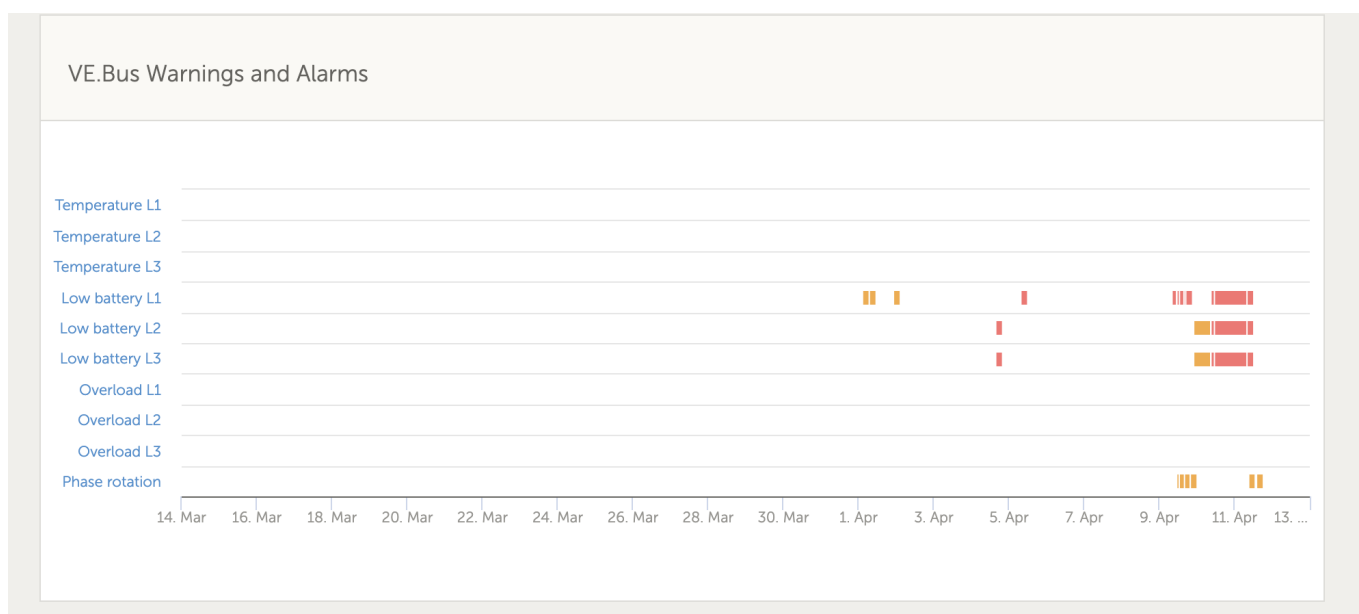 VE.Bus Warnings and Alarms
Temperature L1
Temperature L2
Temperature L3
Low battery L1
Low battery L2
Low battery L3
Overload L1
Overload L2
Overload L3
Phase rotation
14. Mar 16. Mar 18. Mar 20. Mar 22. Mar 24. Mar 26. Mar 28. Mar 30. Mar 1. Apr 3. Apr 5. Apr 7. Apr 9. Apr 11. Apr 13. ...